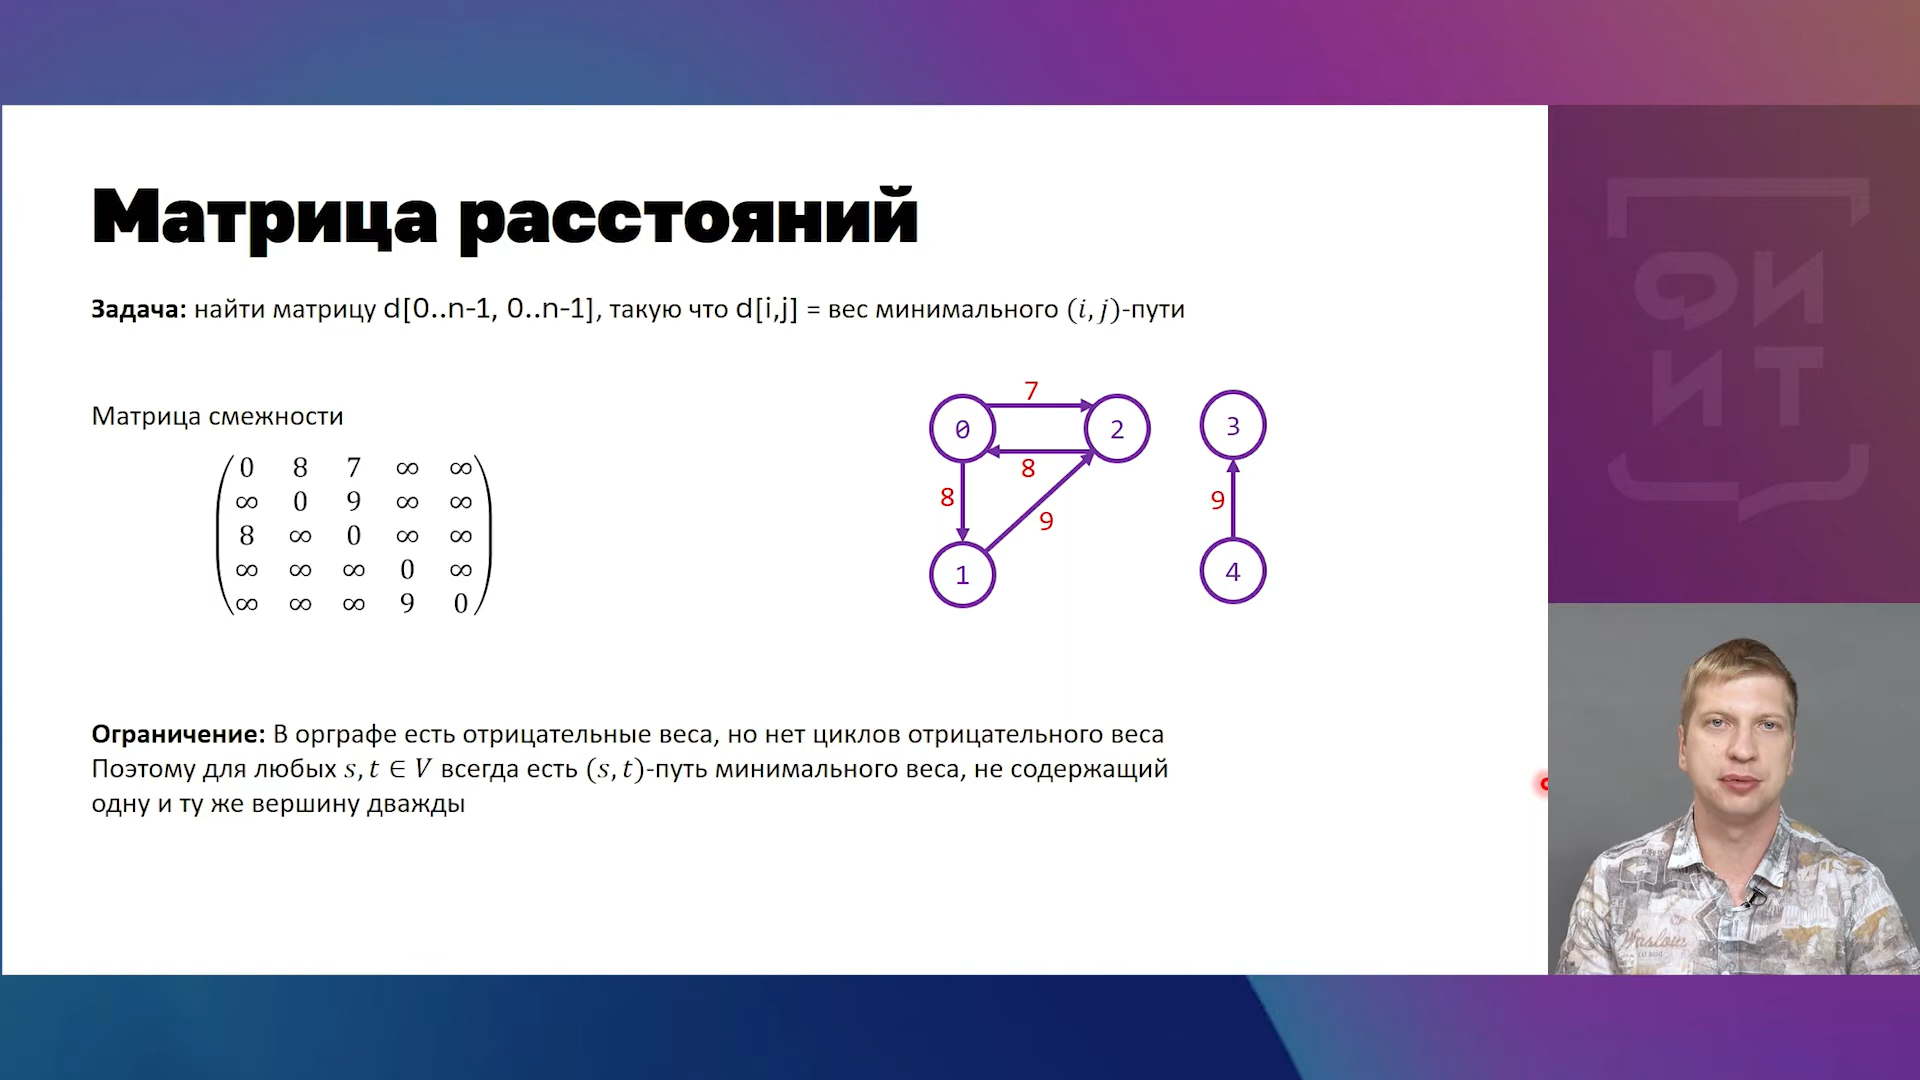 Матрица расстояний
Задача: найти матрицу d[0..n-1, 0..n-1], такую что d[i,j] = вес минимального (i, j)-пути
Матрица смежности
0 8 7 ∞ ∞
∞ 0 9 ∞ ∞
8 ∞ 0 ∞ ∞
∞ ∞ ∞ 0 ∞
∞ ∞ ∞ 9 0
7
0
2
3
8
8
9
9
1
4
Ограничение: В орграфе есть отрицательные веса, но нет циклов отрицательного веса
Поэтому для любых s, t ∈ V всегда есть (s, t)-путь минимального веса, не содержащий
одну и ту же вершину дважды
ФИ
ИТ